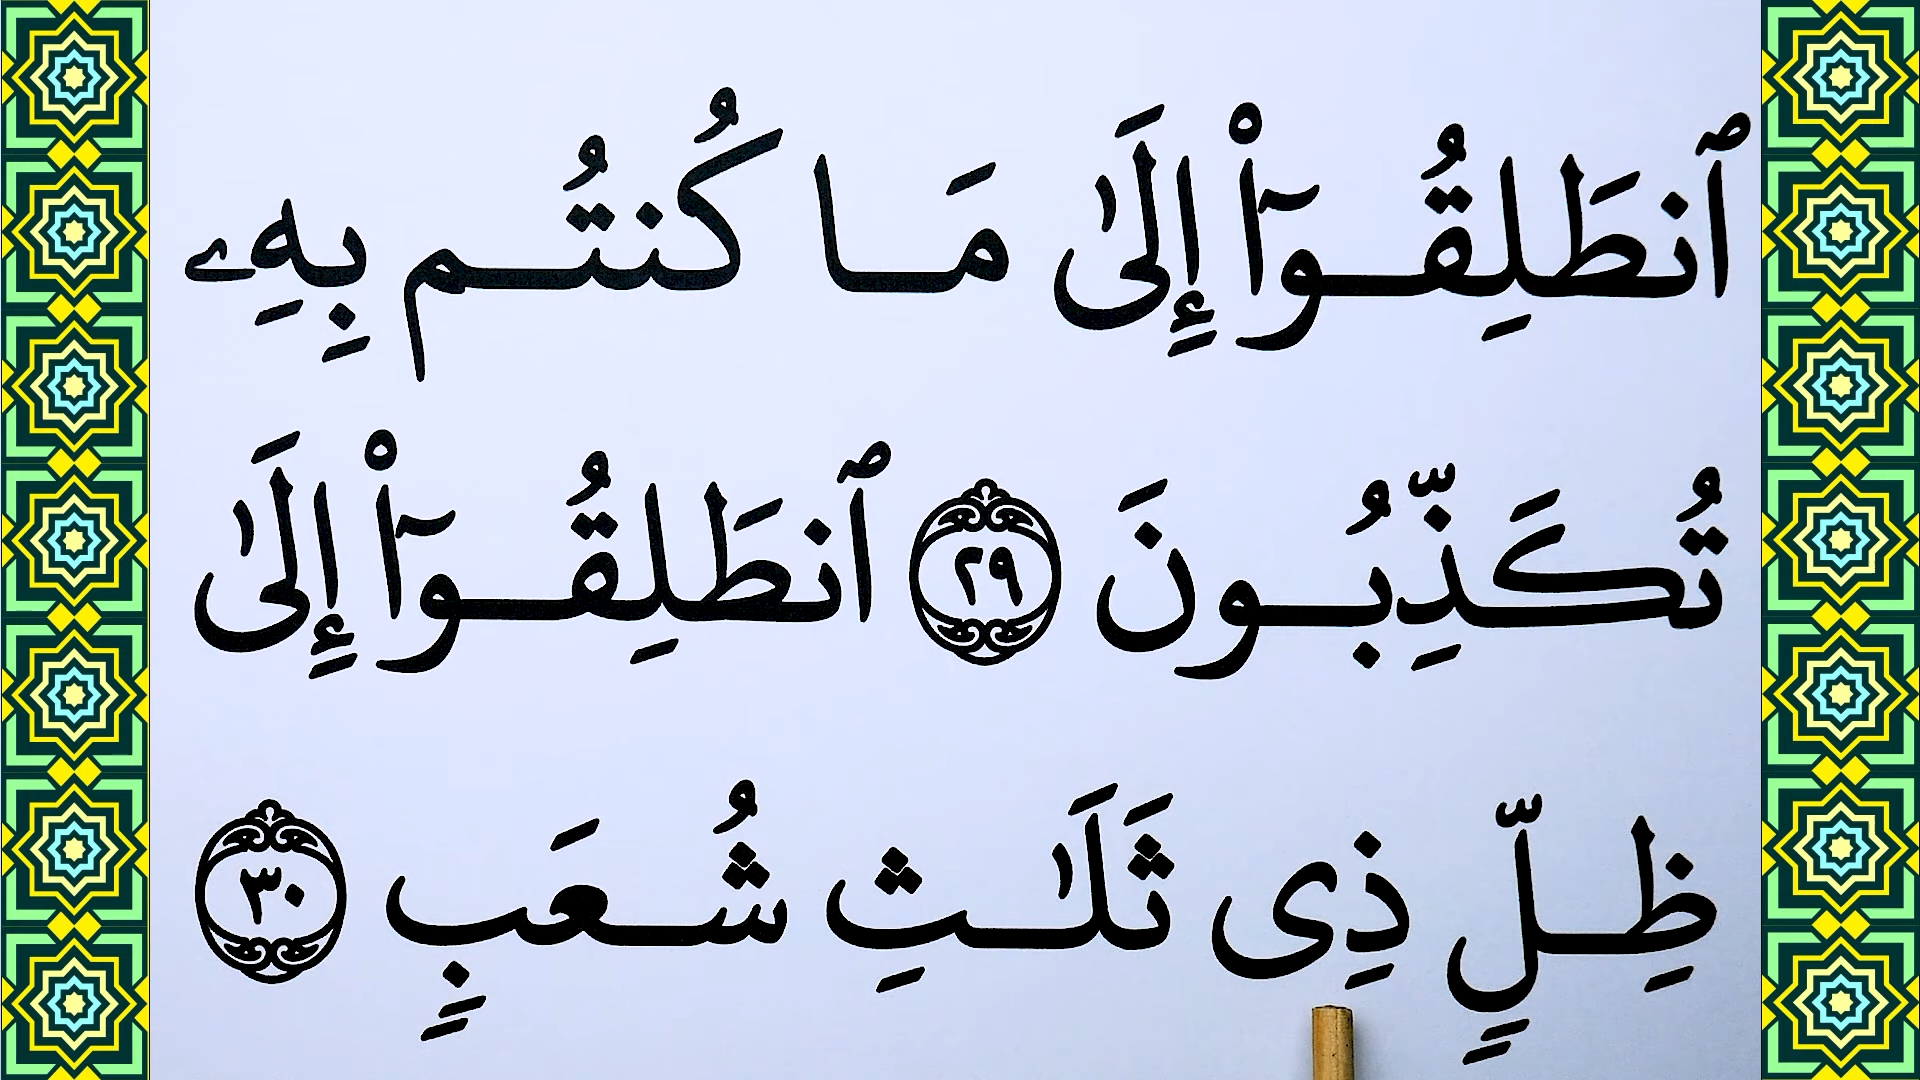 ٱنطَلِقُوٓا۟ إِلَىٰ مَا كُنتُم بِهِۦ
تُكَذِّبُونَ ٢٩ ٱنطَلِقُوٓا۟ إِلَىٰ
ظِلٍّ ذِى ثَلَـٰثِ شُعَبٍ ٣٠